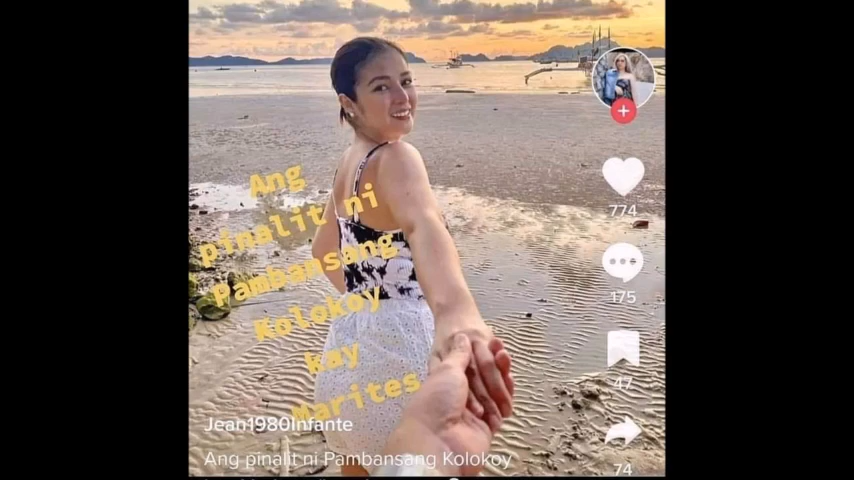 Ang
pinalit ni
Pambansang
Kolokoy
kay
Marites
774
175
47
74
Jean1980Infante
Ang pinalit ni Pambansang Kolokoy